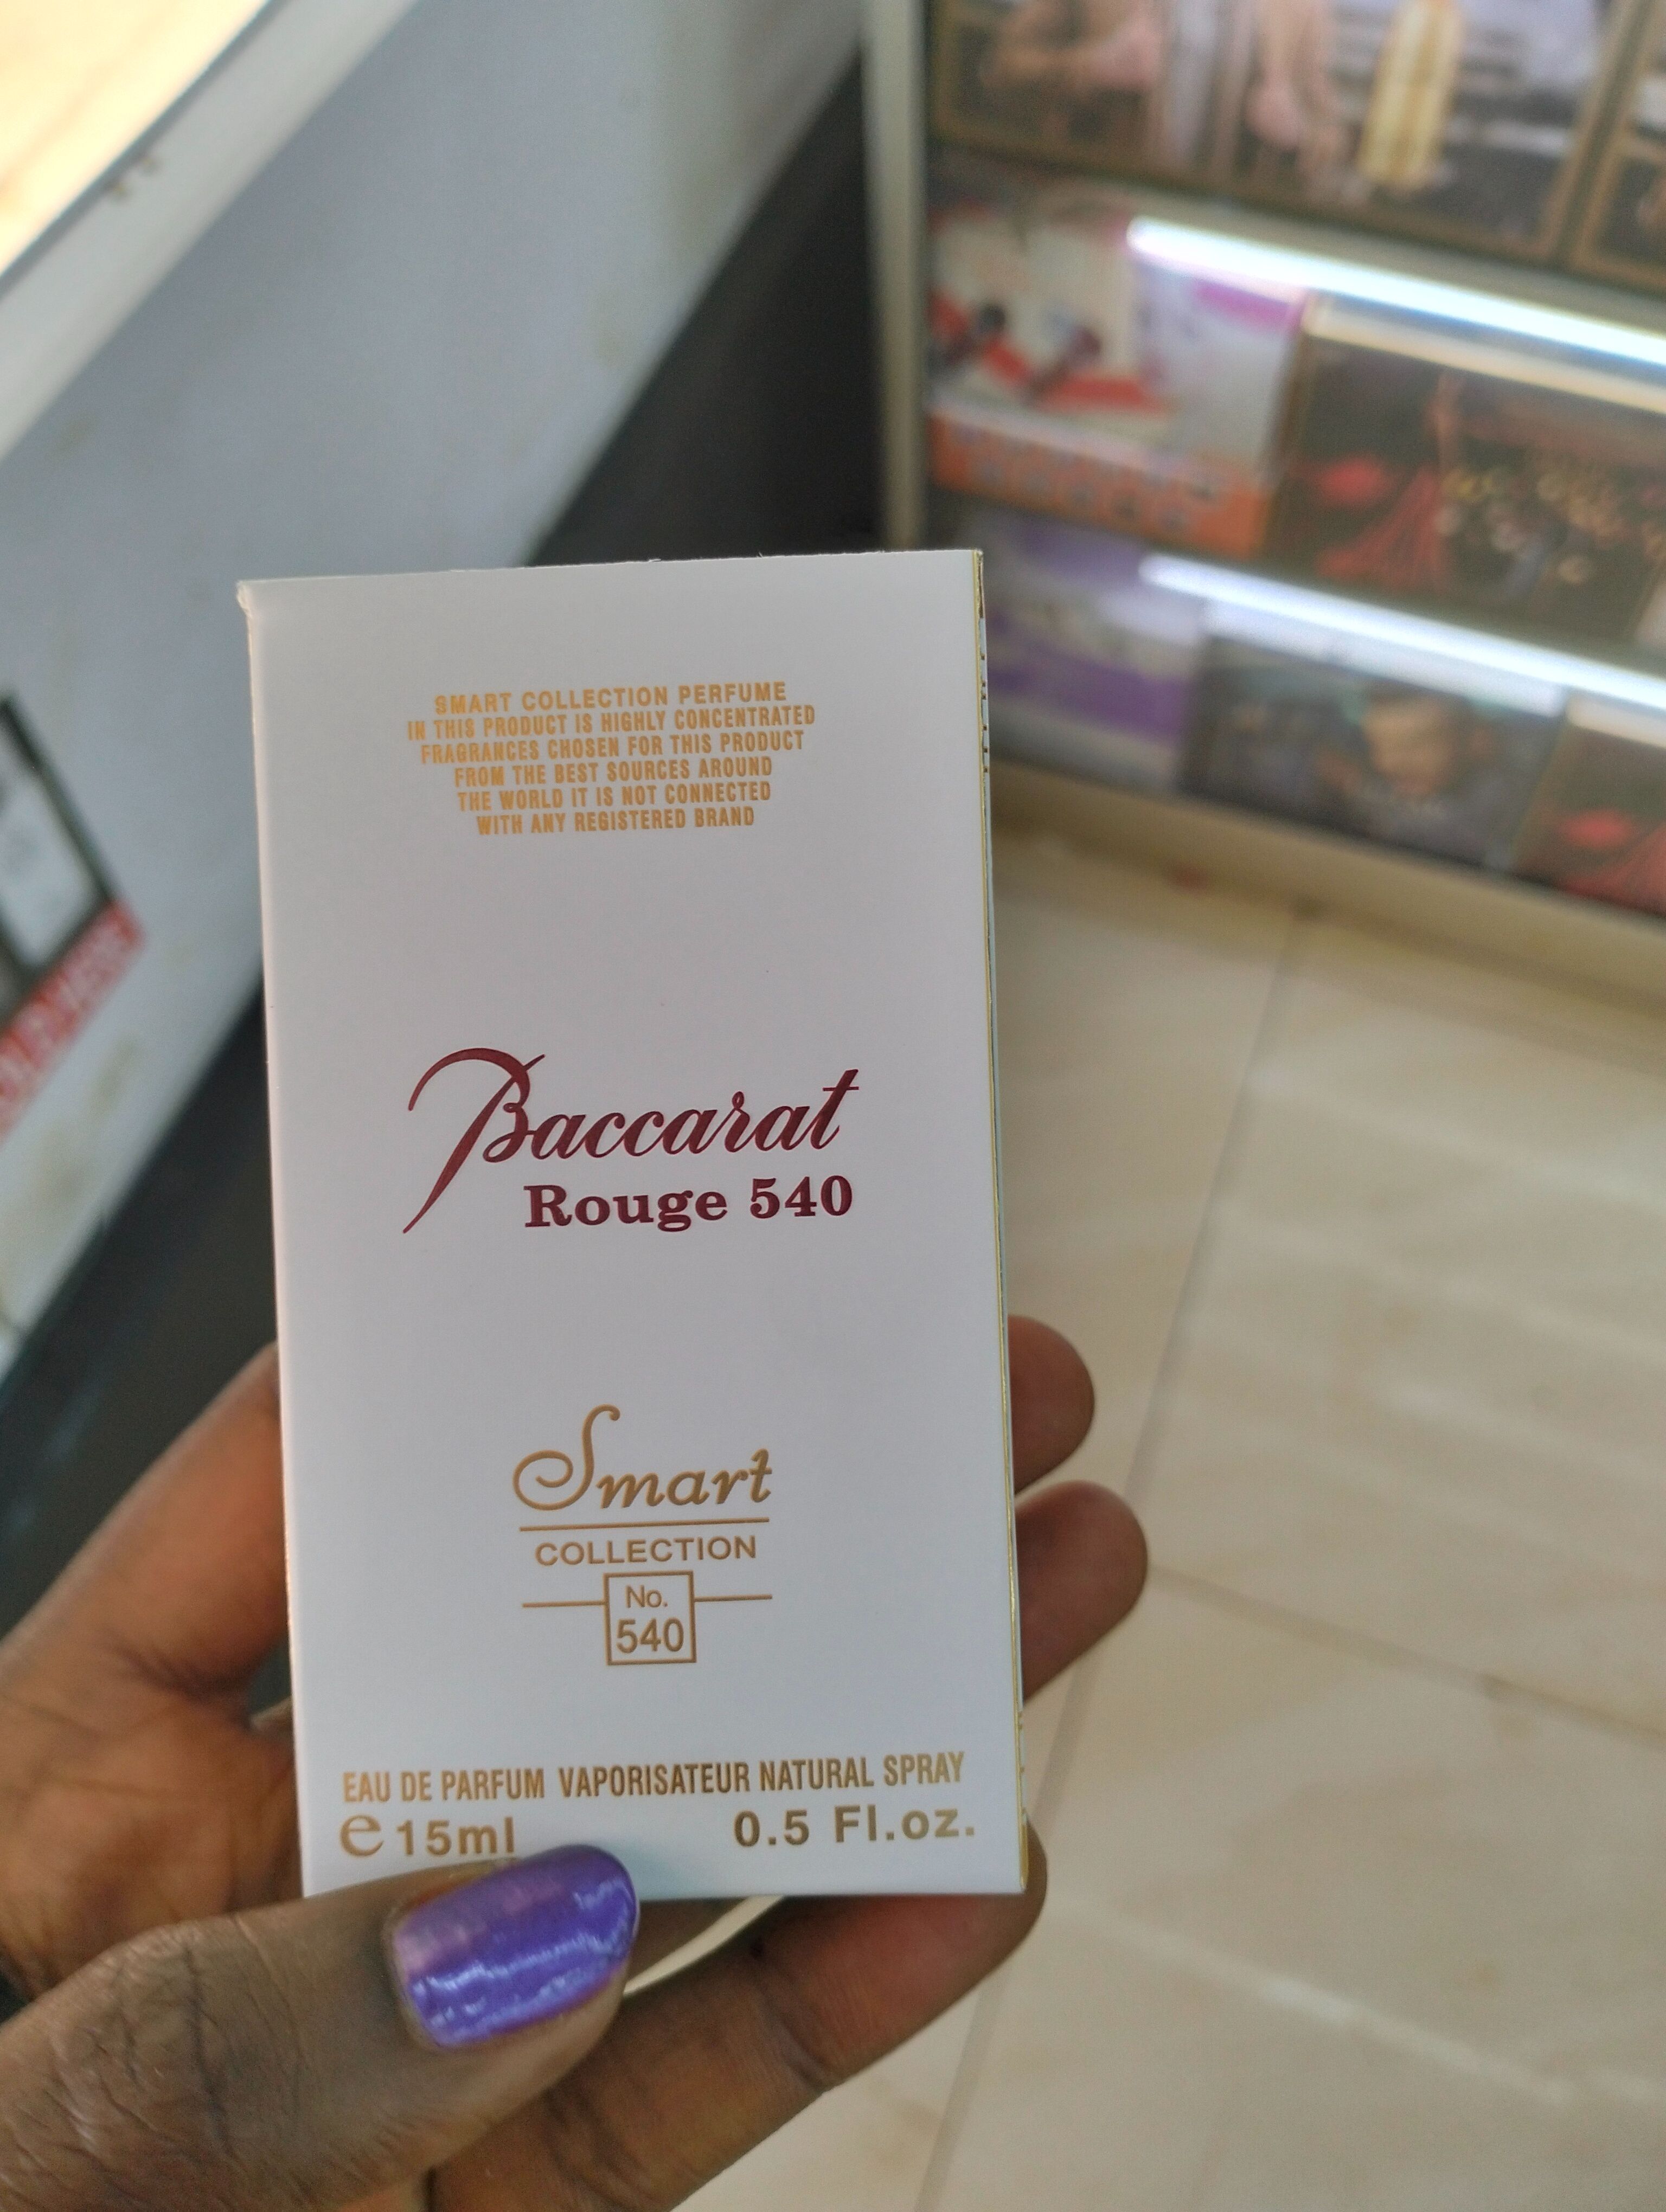 SMART COLLECTION PERFUME
IN THIS PRODUCT IS HIGHLY CONCENTRATED
FRAGRANCES CHOSEN FOR THIS PRODUCT
FROM THE BEST SOURCES AROUND
THE WORLD IT IS NOT CONNECTED
WITH ANY REGISTERED BRAND
Baccarat
Rouge 540
Smart
COLLECTION
No.
540
EAU DE PARFUM VAPORISATEUR NATURAL SPRAY
e 15ml 0.5 Fl.oz.